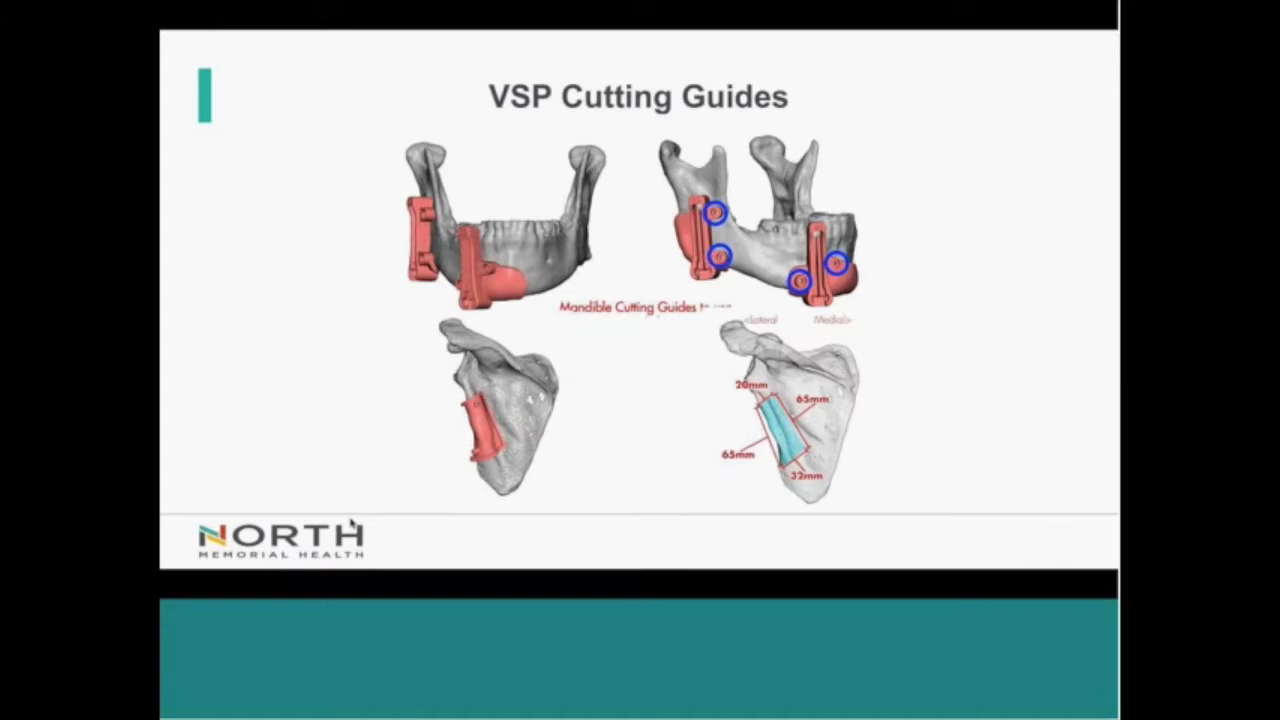 VSP Cutting Guides
Mandible Cutting Guides
<Lateral Medial>
20mm
65mm
65mm
32mm
NORTH
MEMORIAL HEALTH